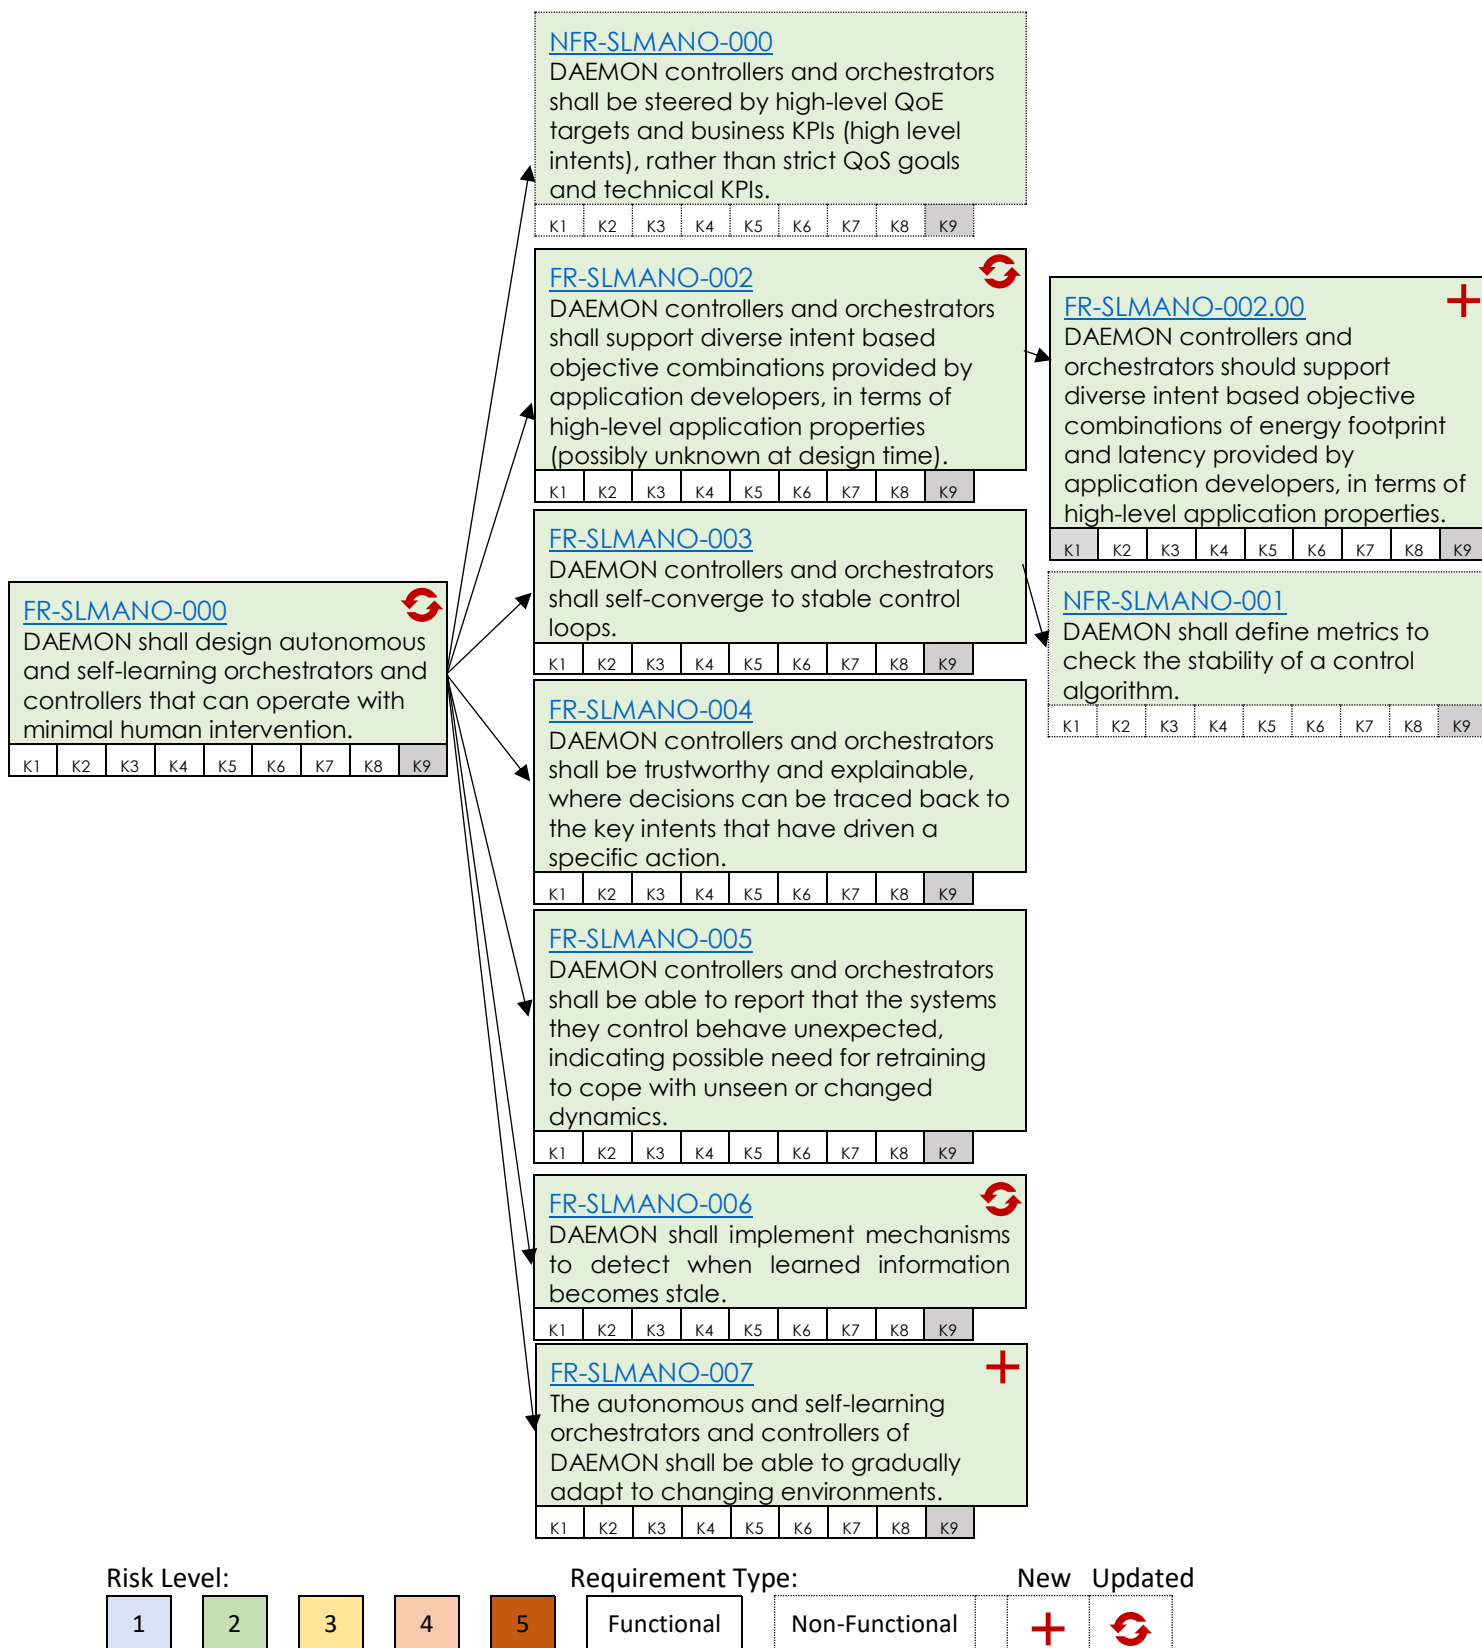 NFR-SLMANO-000
DAEMON controllers and orchestrators
shall be steered by high-level QoE
targets and business KPIs (high level
intents), rather than strict QoS goals
and technical KPIs.
K1 K2 K3 K4 K5 K6 K7 K8 K9
FR-SLMANO-002
DAEMON controllers and orchestrators
shall support diverse intent based
objective combinations provided by
application developers, in terms of
high-level application properties
(possibly unknown at design time).
K1 K2 K3 K4 K5 K6 K7 K8 K9
FR-SLMANO-002.00
DAEMON controllers and
orchestrators should support
diverse intent based objective
combinations of energy footprint
and latency provided by
application developers, in terms of
high-level application properties.
K1 K2 K3 K4 K5 K6 K7 K8 K9
FR-SLMANO-003
DAEMON controllers and orchestrators
shall self-converge to stable control
loops.
K1 K2 K3 K4 K5 K6 K7 K8 K9
NFR-SLMANO-001
DAEMON shall define metrics to
check the stability of a control
algorithm.
K1 K2 K3 K4 K5 K6 K7 K8 K9
FR-SLMANO-000
DAEMON shall design autonomous
and self-learning orchestrators and
controllers that can operate with
minimal human intervention.
K1 K2 K3 K4 K5 K6 K7 K8 K9
FR-SLMANO-004
DAEMON controllers and orchestrators
shall be trustworthy and explainable,
where decisions can be traced back to
the key intents that have driven a
specific action.
K1 K2 K3 K4 K5 K6 K7 K8 K9
FR-SLMANO-005
DAEMON controllers and orchestrators
shall be able to report that the systems
they control behave unexpected,
indicating possible need for retraining
to cope with unseen or changed
dynamics.
K1 K2 K3 K4 K5 K6 K7 K8 K9
FR-SLMANO-006
DAEMON shall implement mechanisms
to detect when learned information
becomes stale.
K1 K2 K3 K4 K5 K6 K7 K8 K9
FR-SLMANO-007
The autonomous and self-learning
orchestrators and controllers of
DAEMON shall be able to gradually
adapt to changing environments.
K1 K2 K3 K4 K5 K6 K7 K8 K9
Risk Level: Requirement Type: New Updated
1 2 3 4 5 Functional Non-Functional